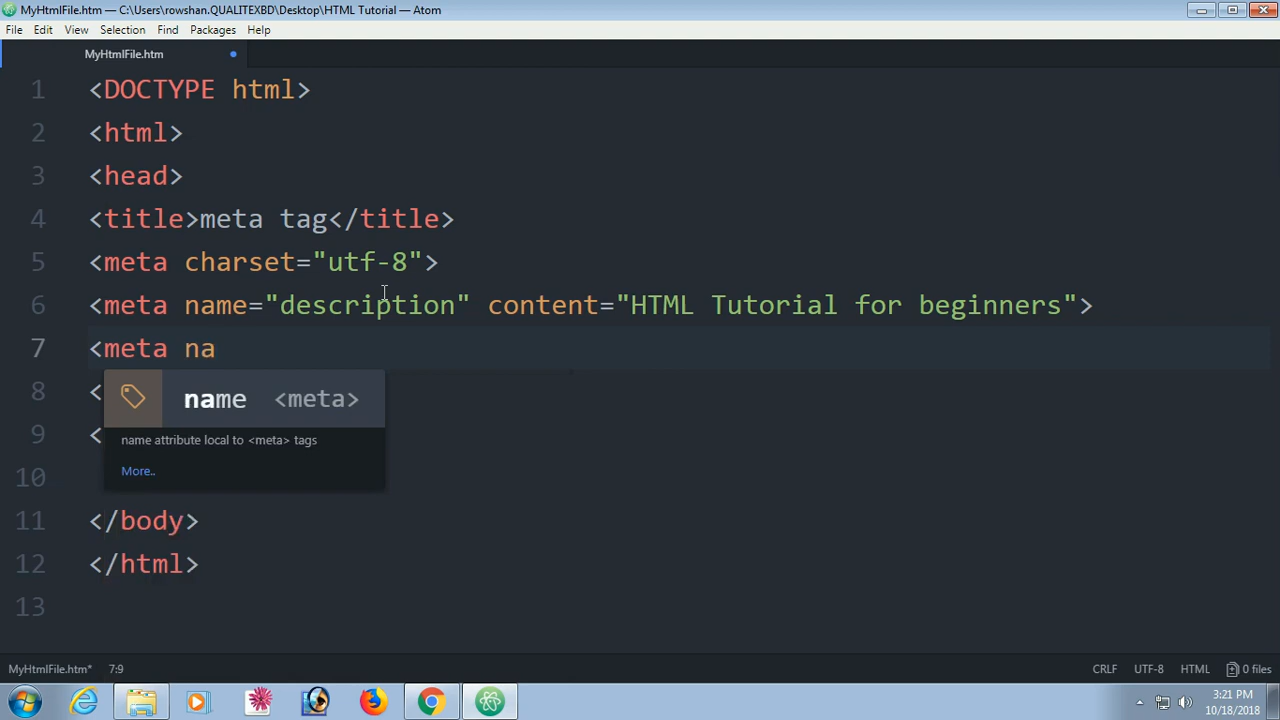 MyHtmlFile.htm — C:\Users\rowshan.QUALITEXBD\Desktop\HTML Tutorial — Atom
File Edit View Selection Find Packages Help
MyHtmlFile.htm
1 <DOCTYPE html>
2 <html>
3 <head>
4 <title>meta tag</title>
5 <meta charset="utf-8">
6 <meta name="description" content="HTML Tutorial for beginners">
7 <meta na
8 <
name <meta>
9 <
name attribute local to <meta> tags
More..
10
11 </body>
12 </html>
13
MyHtmlFile.htm* 7:9 CRLF UTF-8 HTML 0 files
3:21 PM
10/18/2018